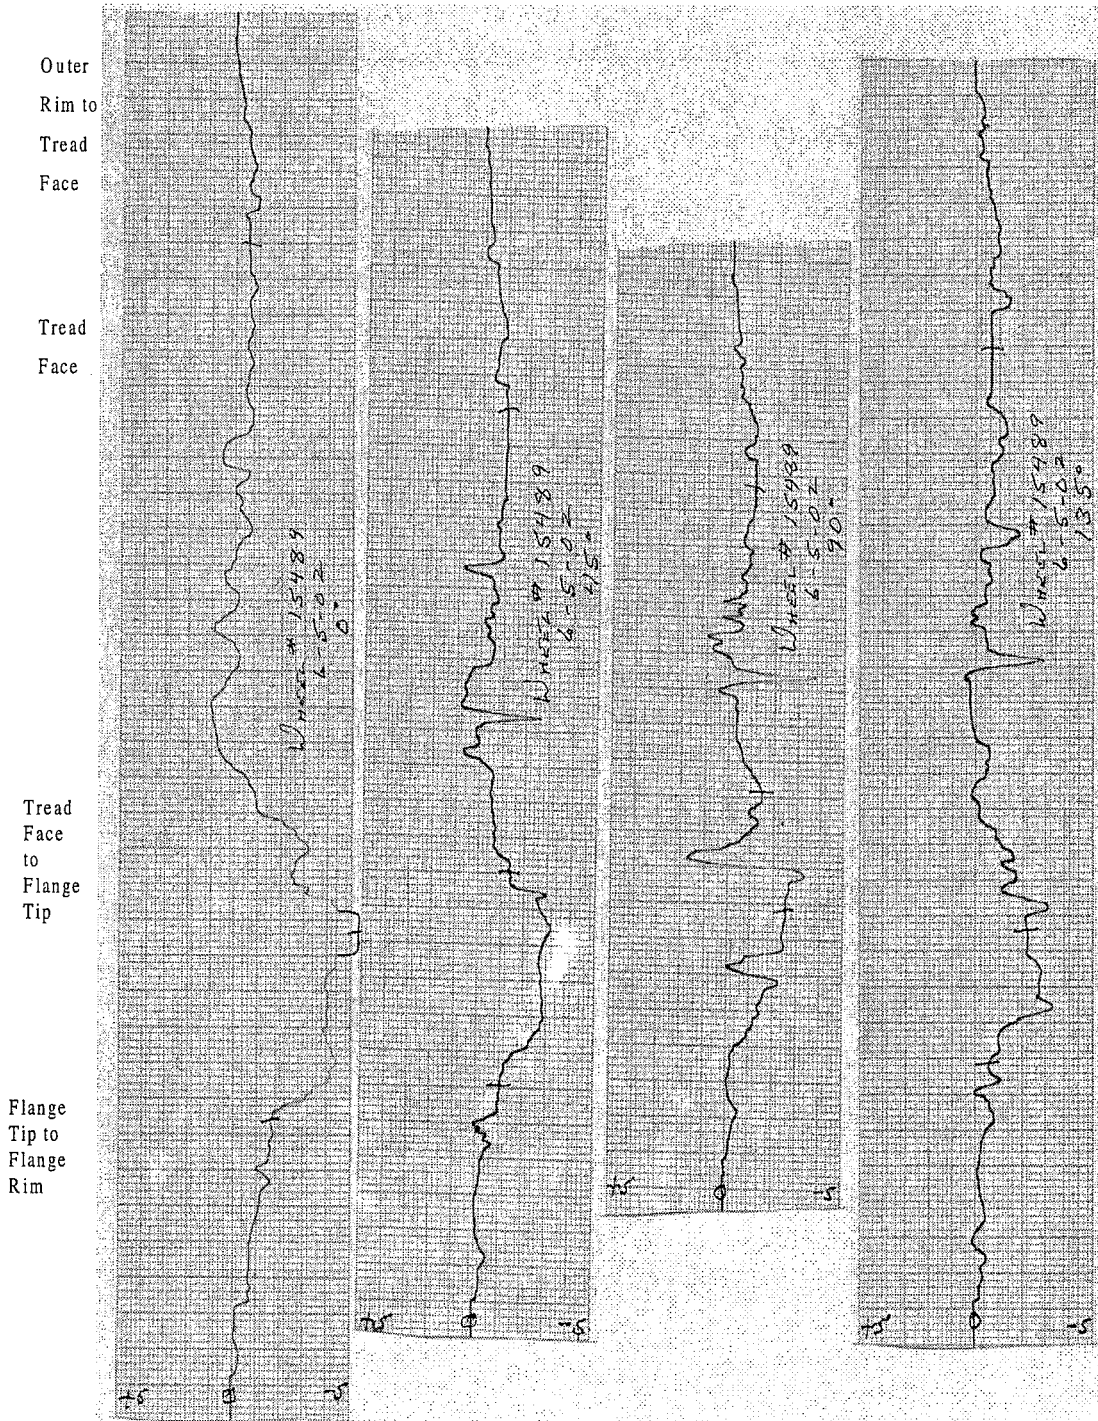 Outer
Rim to
Tread
Face
Tread
Face
Tread
Face
to
Flange
Tip
Flange
Tip to
Flange
Rim
WHEEL # 15489
6-5-02
0°
+5 0 -5
WHEEL # 15489
6-5-02
45°
+5 0 -5
WHEEL # 15489
6-5-02
90°
+5 0 -5
WHEEL # 15489
6-5-02
135°
+5 0 -5